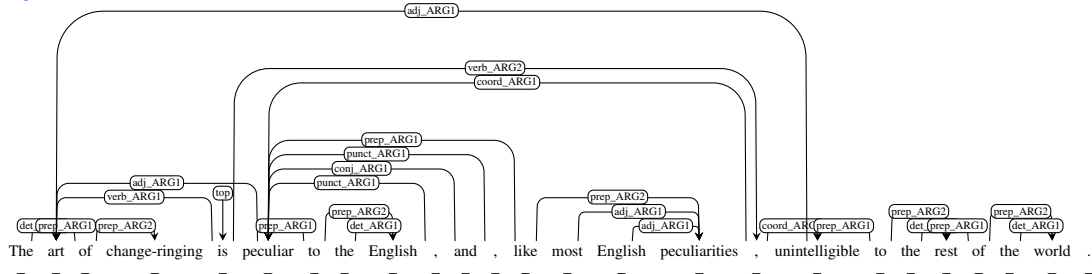 adj_ARG1
verb_ARG2
coord_ARG1
prep_ARG1
punct_ARG1
conj_ARG1
adj_ARG1 top punct_ARG1
verb_ARG1 prep_ARG2
prep_ARG2 adj_ARG1 prep_ARG2 prep_ARG2
det prep_ARG1 prep_ARG2 prep_ARG1 det_ARG1 adj_ARG1 prep_ARG1 det prep_ARG1 det_ARG1
The art of change-ringing is peculiar to the English , and , like most English peculiarities , unintelligible to the rest of the world .
_ _ _ _ _ _ _ _ _ _ _ _ _ _ _ _ _ _ _ _ _ _ _ _ _